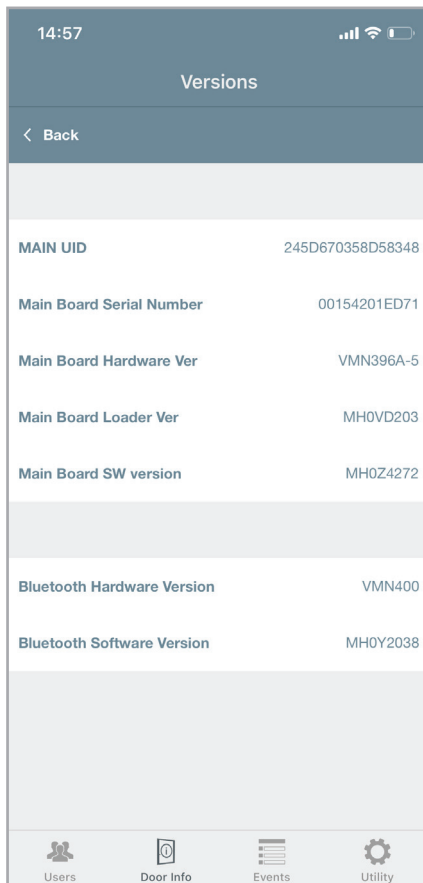 14:57
Versions
Back
MAIN UID 245D670358D58348
Main Board Serial Number 00154201ED71
Main Board Hardware Ver VMN396A-5
Main Board Loader Ver MH0VD203
Main Board SW version MH0Z4272
Bluetooth Hardware Version VMN400
Bluetooth Software Version MH0Y2038
Users Door Info Events Utility